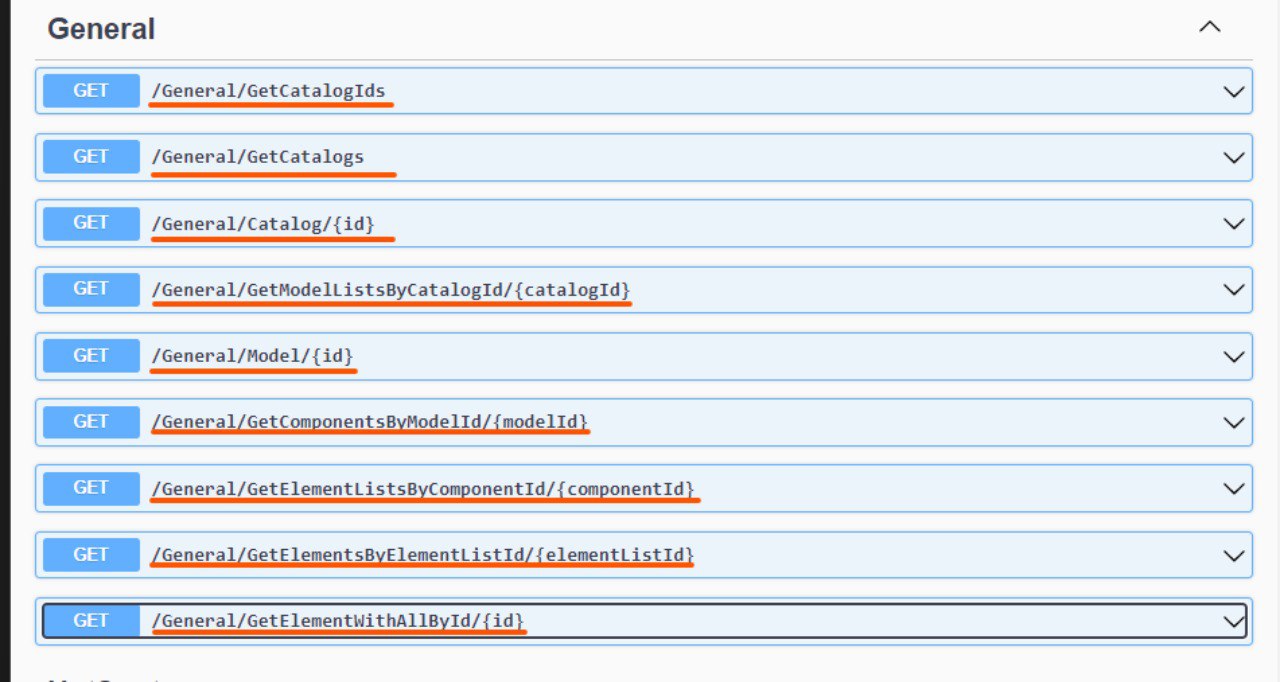 General
GET /General/GetCatalogIds
GET /General/GetCatalogs
GET /General/Catalog/{id}
GET /General/GetModelListsByCatalogId/{catalogId}
GET /General/Model/{id}
GET /General/GetComponentsByModelId/{modelId}
GET /General/GetElementListsByComponentId/{componentId}
GET /General/GetElementsByElementListId/{elementListId}
GET /General/GetElementWithAllById/{id}